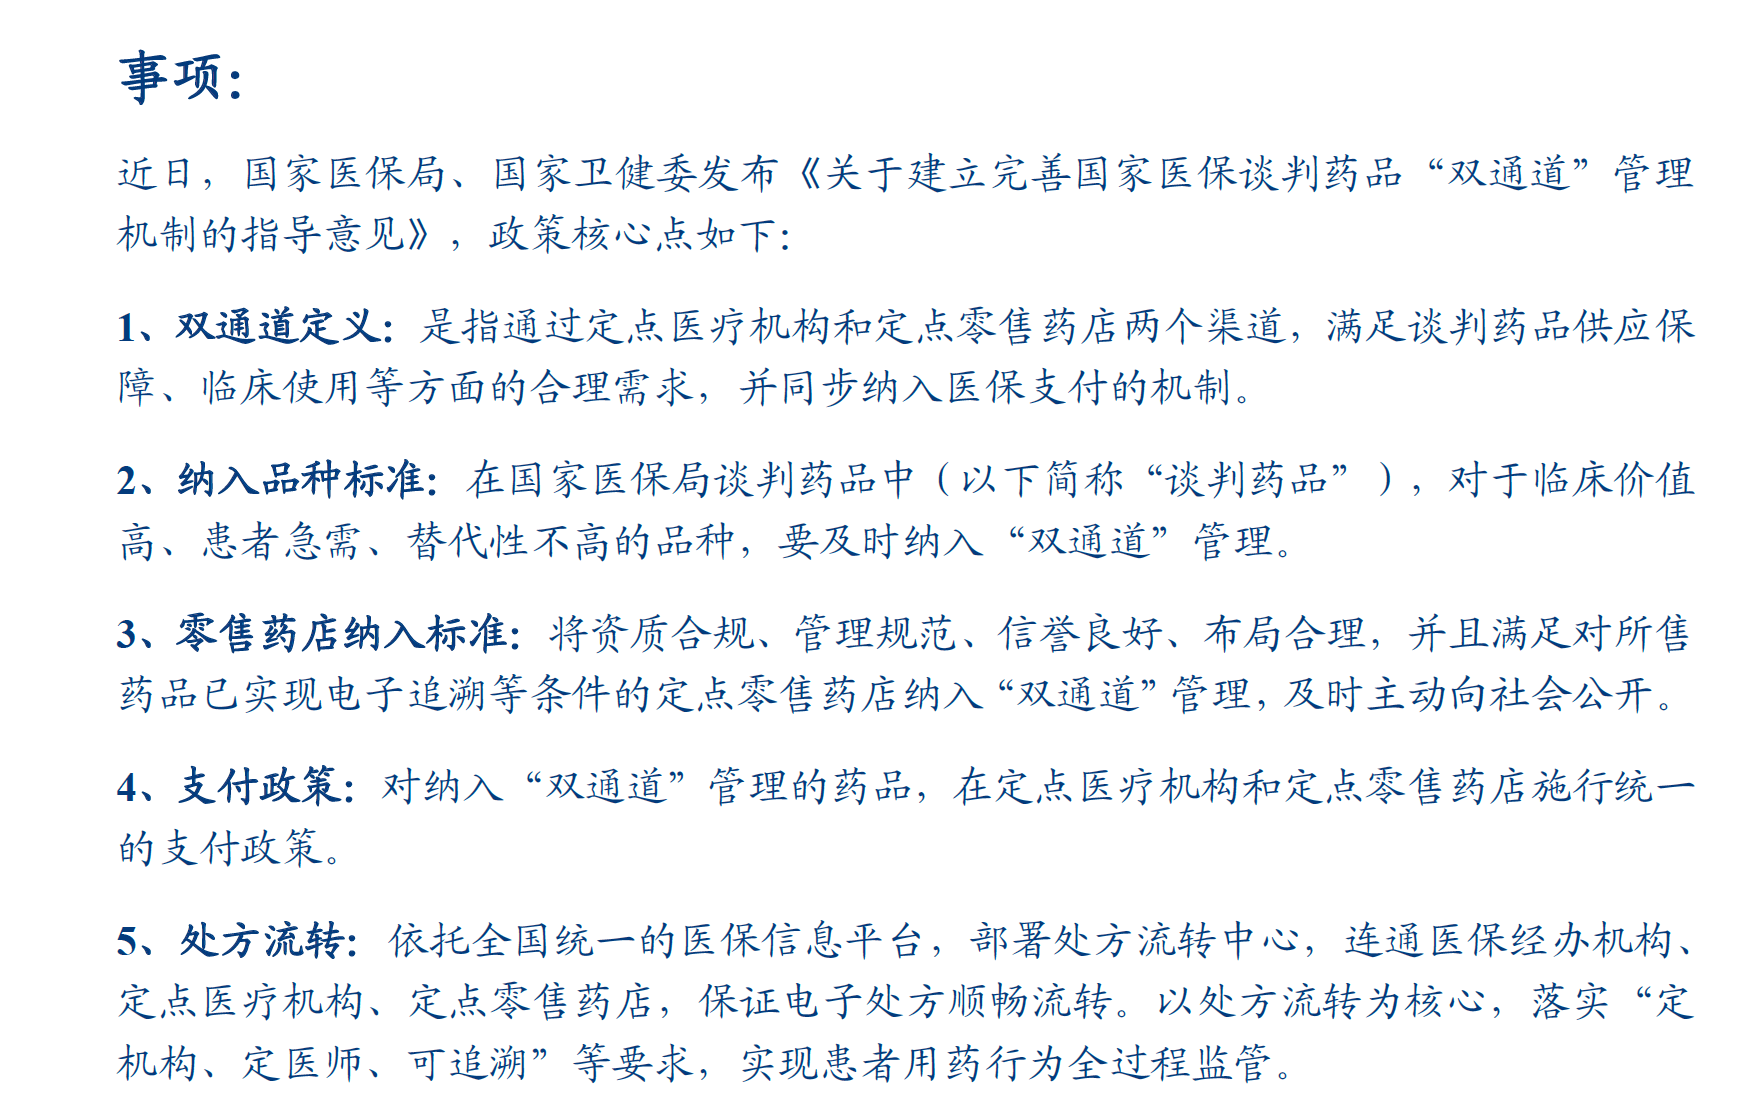 事项：
近日，国家医保局、国家卫健委发布《关于建立完善国家医保谈判药品“双通道”管理
机制的指导意见》，政策核心点如下：
1、双通道定义：是指通过定点医疗机构和定点零售药店两个渠道，满足谈判药品供应保
障、临床使用等方面的合理需求，并同步纳入医保支付的机制。
2、纳入品种标准：在国家医保局谈判药品中（以下简称“谈判药品”），对于临床价值
高、患者急需、替代性不高的品种，要及时纳入“双通道”管理。
3、零售药店纳入标准：将资质合规、管理规范、信誉良好、布局合理，并且满足对所售
药品已实现电子追溯等条件的定点零售药店纳入“双通道”管理，及时主动向社会公开。
4、支付政策：对纳入“双通道”管理的药品，在定点医疗机构和定点零售药店施行统一
的支付政策。
5、处方流转：依托全国统一的医保信息平台，部署处方流转中心，连通医保经办机构、
定点医疗机构、定点零售药店，保证电子处方顺畅流转。以处方流转为核心，落实“定
机构、定医师、可追溯”等要求，实现患者用药行为全过程监管。